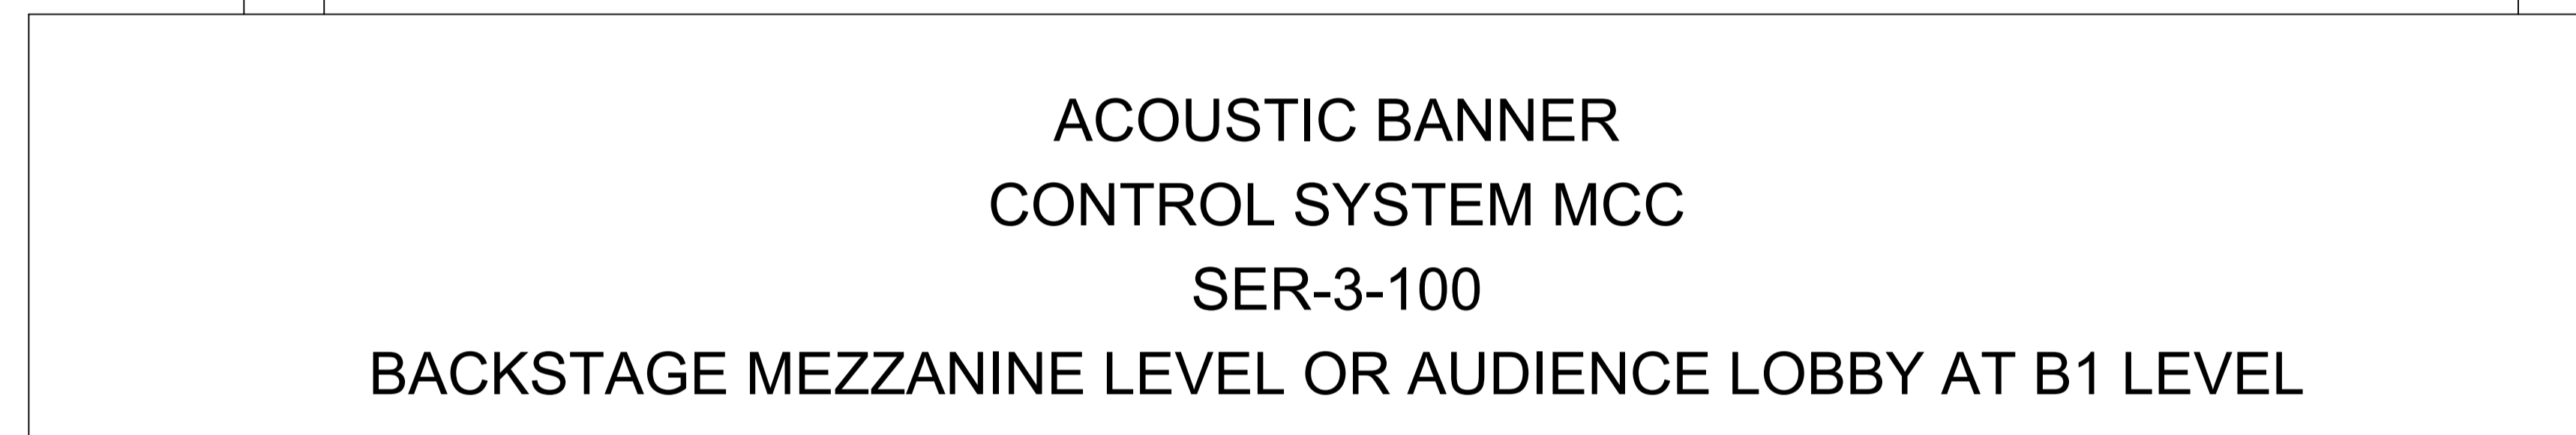 ACOUSTIC BANNER
CONTROL SYSTEM MCC
SER-3-100
BACKSTAGE MEZZANINE LEVEL OR AUDIENCE LOBBY AT B1 LEVEL